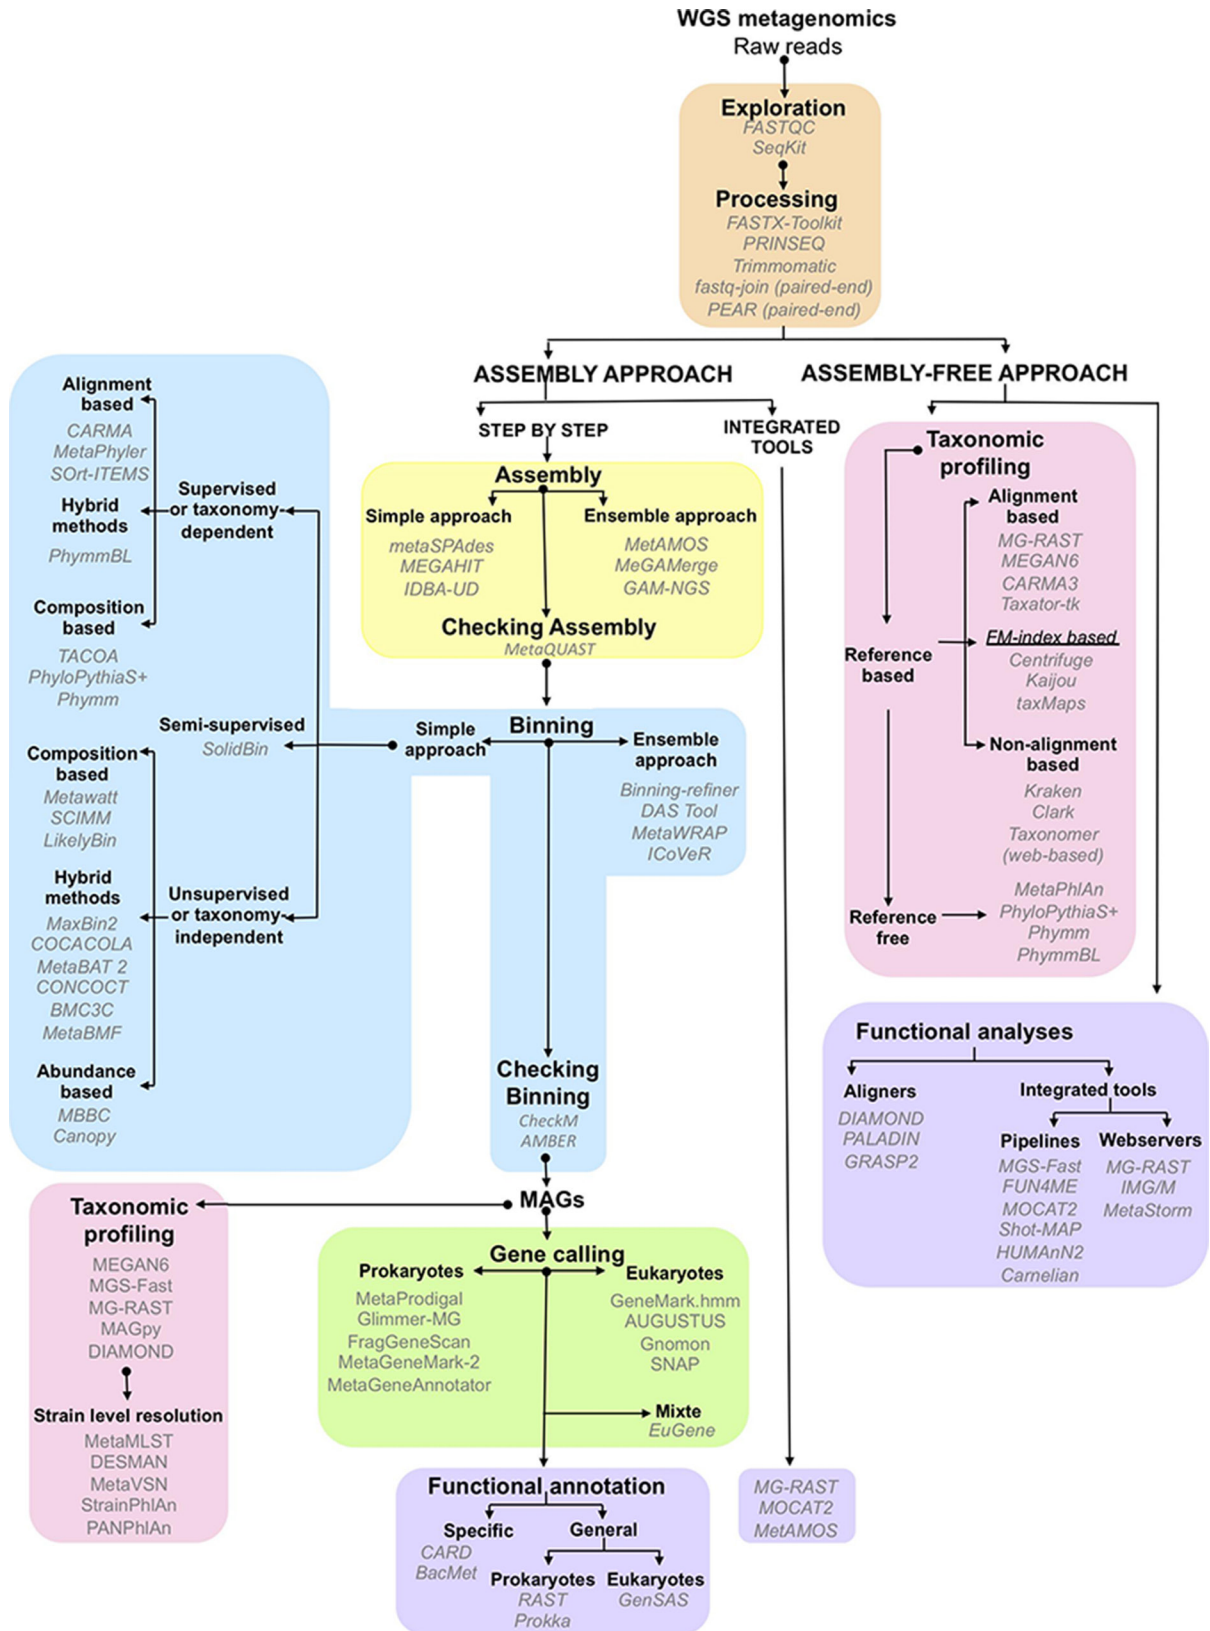 WGS metagenomics
Raw reads
Exploration
FASTQC
SeqKit
Processing
FASTX-Toolkit
PRINSEQ
Trimmomatic
fastq-join (paired-end)
PEAR (paired-end)
ASSEMBLY APPROACH
ASSEMBLY-FREE APPROACH
STEP BY STEP
INTEGRATED
TOOLS
Assembly
Simple approach
metaSPAdes
MEGAHIT
IDBA-UD
Ensemble approach
MetAMOS
MeGAMerge
GAM-NGS
Checking Assembly
MetaQUAST
Binning
Simple
approach
Ensemble
approach
Binning-refiner
DAS Tool
MetaWRAP
ICoVeR
Supervised
or taxonomy-
dependent
Alignment
based
CARMA
MetaPhyler
SOrt-ITEMS
Hybrid
methods
PhymmBL
Composition
based
TACOA
PhyloPythiaS+
Phymm
Semi-supervised
SolidBin
Unsupervised
or taxonomy-
independent
Composition
based
Metawatt
SCIMM
LikelyBin
Hybrid
methods
MaxBin2
COCACOLA
MetaBAT 2
CONCOCT
BMC3C
MetaBMF
Abundance
based
MBBC
Canopy
Checking
Binning
CheckM
AMBER
MAGs
Taxonomic
profiling
MEGAN6
MGS-Fast
MG-RAST
MAGpy
DIAMOND
Strain level resolution
MetaMLST
DESMAN
MetaVSN
StrainPhlAn
PANPhlAn
Gene calling
Prokaryotes
MetaProdigal
Glimmer-MG
FragGeneScan
MetaGeneMark-2
MetaGeneAnnotator
Eukaryotes
GeneMark.hmm
AUGUSTUS
Gnomon
SNAP
Mixte
EuGene
Functional annotation
Specific
CARD
BacMet
General
Prokaryotes
RAST
Prokka
Eukaryotes
GenSAS
MG-RAST
MOCAT2
MetAMOS
Taxonomic
profiling
Reference
based
Alignment
based
MG-RAST
MEGAN6
CARMA3
Taxator-tk
FM-index based
Centrifuge
Kaijou
taxMaps
Non-alignment
based
Kraken
Clark
Taxonomer
(web-based)
Reference
free
MetaPhlAn
PhyloPythiaS+
Phymm
PhymmBL
Functional analyses
Aligners
DIAMOND
PALADIN
GRASP2
Integrated tools
Pipelines
MGS-Fast
FUN4ME
MOCAT2
Shot-MAP
HUMAnN2
Carnelian
Webservers
MG-RAST
IMG/M
MetaStorm